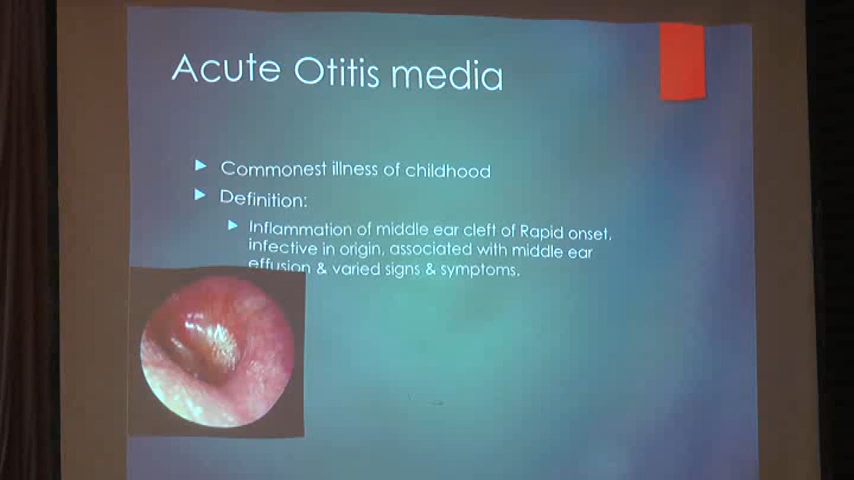 Acute Otitis media
Commonest illness of childhood
Definition:
Inflammation of middle ear cleft of Rapid onset,
infective in origin, associated with middle ear
effusion & varied signs & symptoms.